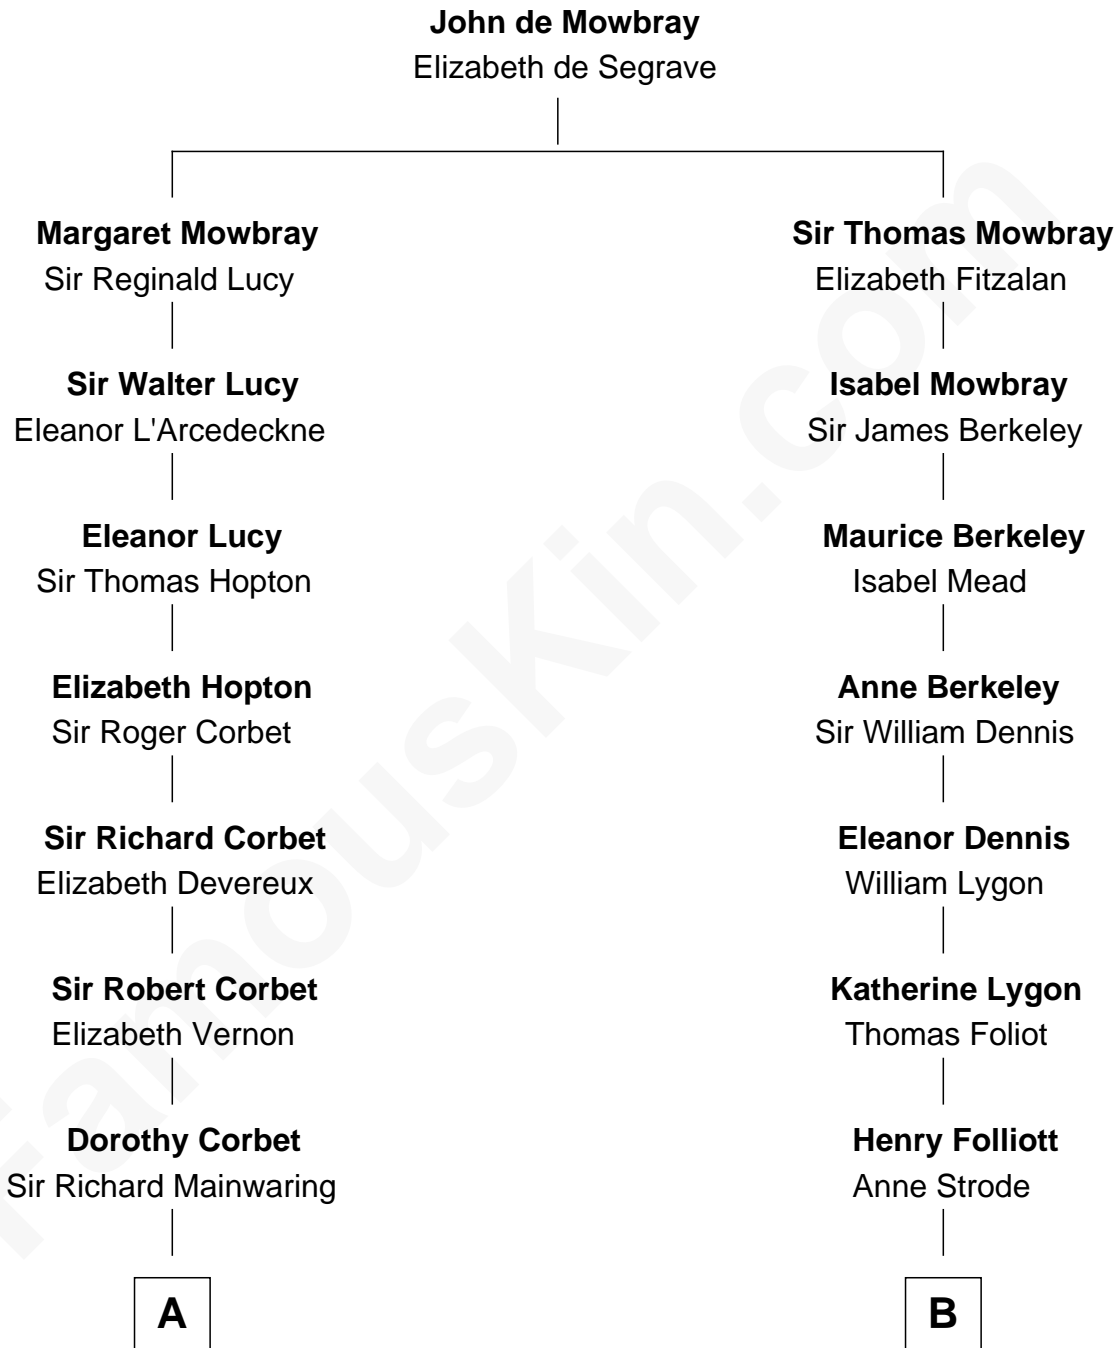 John de Mowbray
Elizabeth de Segrave
Margaret Mowbray
Sir Reginald Lucy
Sir Walter Lucy
Eleanor L'Arcedeckne
Eleanor Lucy
Sir Thomas Hopton
Elizabeth Hopton
Sir Roger Corbet
Sir Richard Corbet
Elizabeth Devereux
Sir Robert Corbet
Elizabeth Vernon
Dorothy Corbet
Sir Richard Mainwaring
A
Sir Thomas Mowbray
Elizabeth Fitzalan
Isabel Mowbray
Sir James Berkeley
Maurice Berkeley
Isabel Mead
Anne Berkeley
Sir William Dennis
Eleanor Dennis
William Lygon
Katherine Lygon
Thomas Foliot
Henry Folliott
Anne Strode
B
FamousKin.com